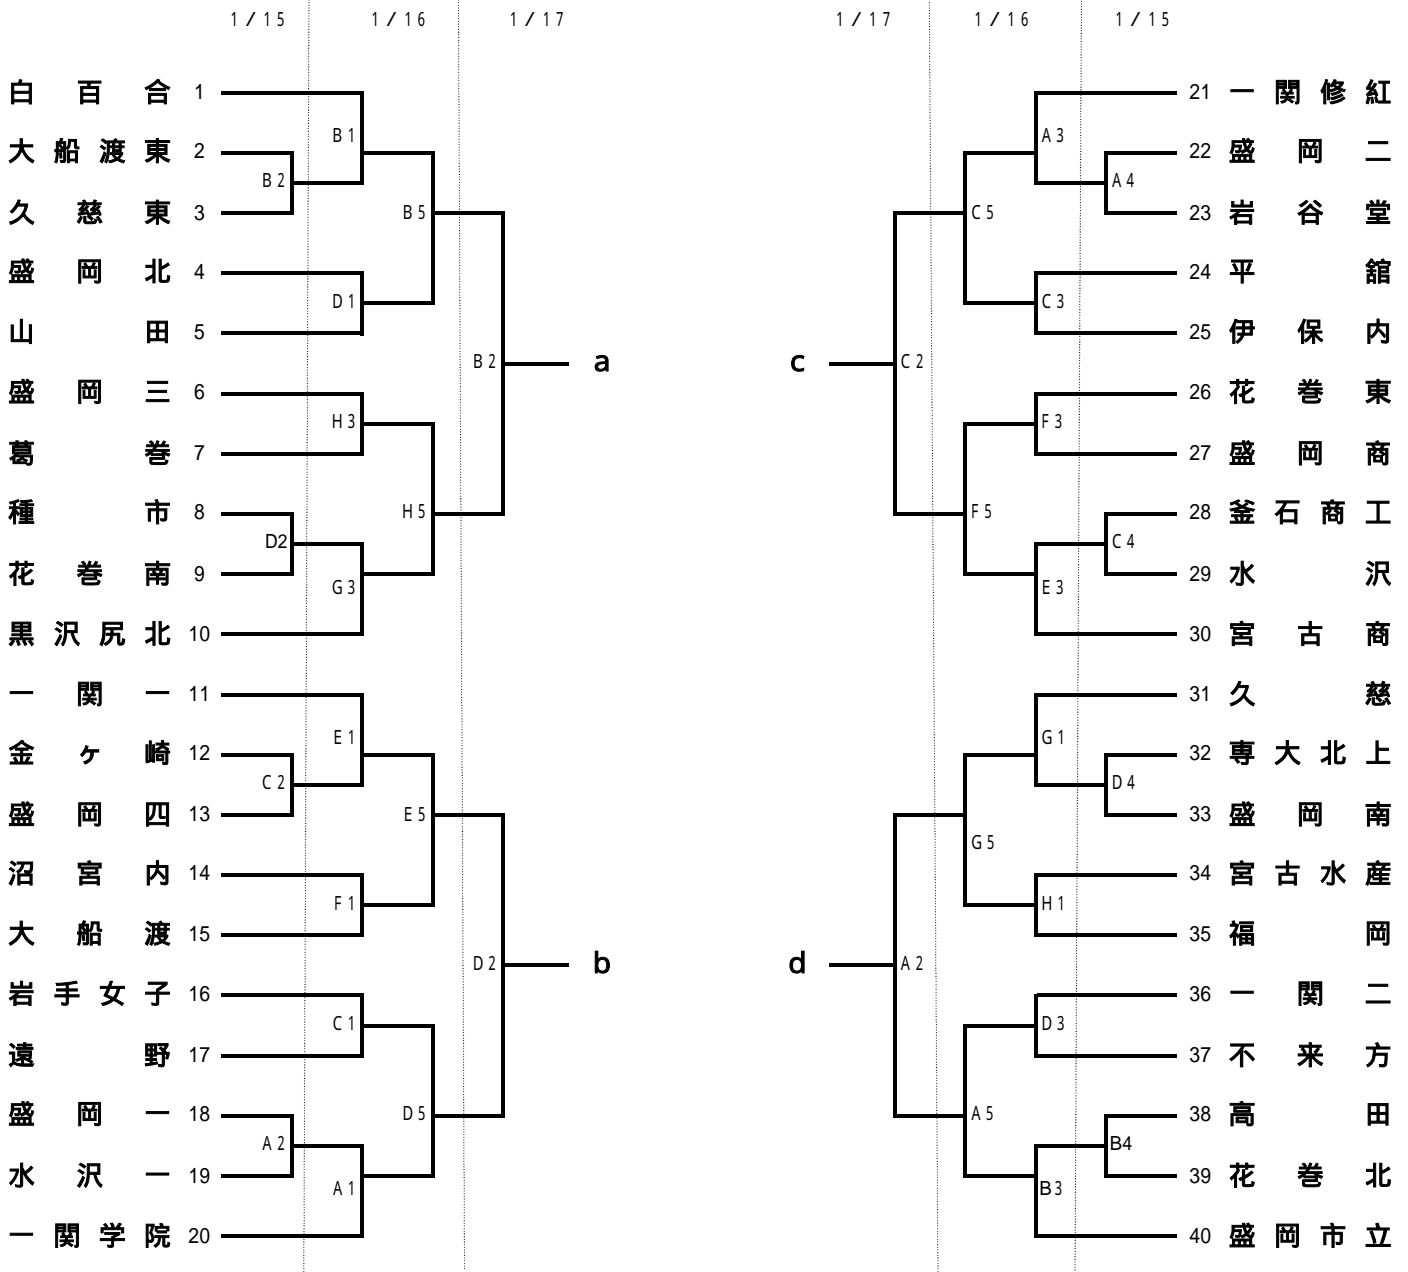 1/15 1/16 1/17 1/17 1/16 1/15
白百合 1 21 一関修紅
B1 A3
大船渡東 2 22 盛岡二
B2 A4
久慈東 3 B5 C5 23 岩谷堂
盛岡北 4 24 平舘
D1 C3
山田 5 25 伊保内
B2 a c C2
盛岡三 6 26 花巻東
H3 F3
葛巻 7 27 盛岡商
種市 8 H5 F5 28 釜石商工
D2 C4
花巻南 9 29 水沢
G3 E3
黒沢尻北 10 30 宮古商
一関一 11 31 久慈
E1 G1
金ヶ崎 12 32 専大北上
C2 D4
盛岡四 13 E5 33 盛岡南
G5
沼宮内 14 34 宮古水産
F1 H1
大船渡 15 35 福岡
D2 b d A2
岩手女子 16 36 一関二
C1 D3
遠野 17 37 不来方
盛岡一 18 D5 A5 38 高田
A2 B4
水沢一 19 39 花巻北
A1 B3
一関学院 20 40 盛岡市立